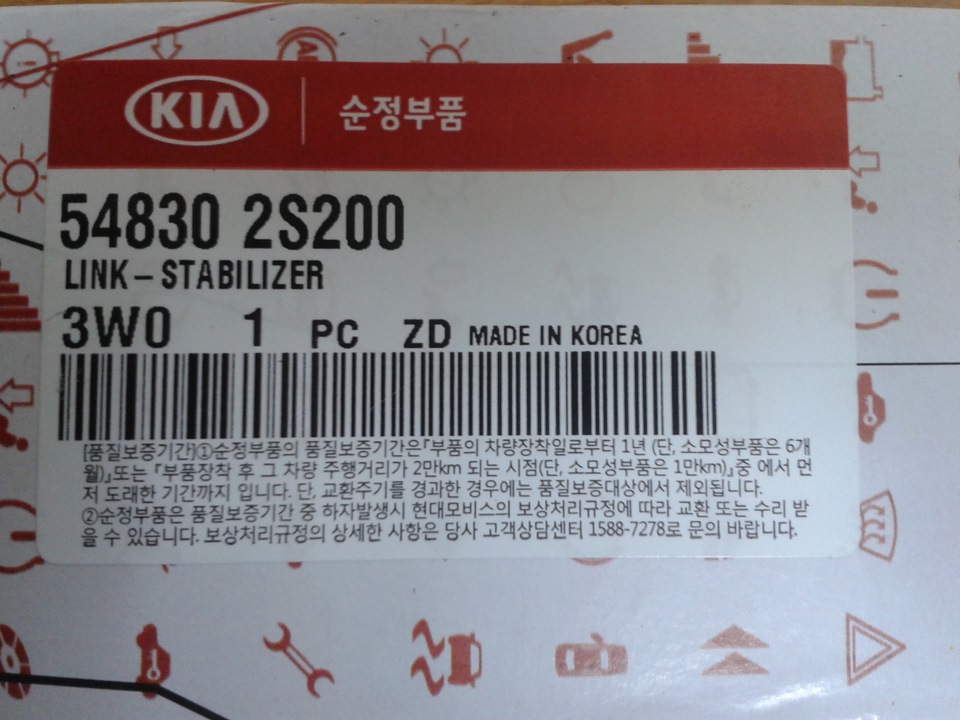 KIA 순정부품
54830 2S200
LINK - STABILIZER
3W0 1 PC ZD MADE IN KOREA
[품질보증기간]①순정부품의 품질보증기간은『부품의 차량장착일로부터 1년 (단, 소모성부품은 6개
월)』또는 『부품장착 후 그 차량 주행거리가 2만km 되는 시점(단, 소모성부품은 1만km)』중 에서 먼
저 도래한 기간까지 입니다. 단, 교환주기를 경과한 경우에는 품질보증대상에서 제외됩니다.
②순정부품은 품질보증기간 중 하자발생시 현대모비스의 보상처리규정에 따라 교환 또는 수리 받
을 수 있습니다. 보상처리규정의 상세한 사항은 당사 고객상담센터 1588-7278로 문의 바랍니다.